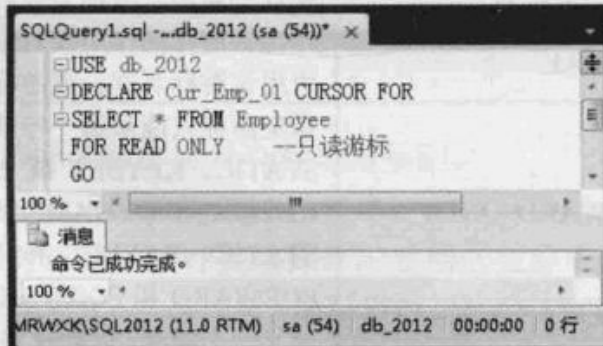 SQLQuery1.sql -...db_2012 (sa (54))* ×
USE db_2012
DECLARE Cur_Emp_01 CURSOR FOR
SELECT * FROM Employee
FOR READ ONLY --只读游标
GO
100 %
消息
命令已成功完成。
100 %
MRWXK\SQL2012 (11.0 RTM) sa (54) db_2012 00:00:00 0 行